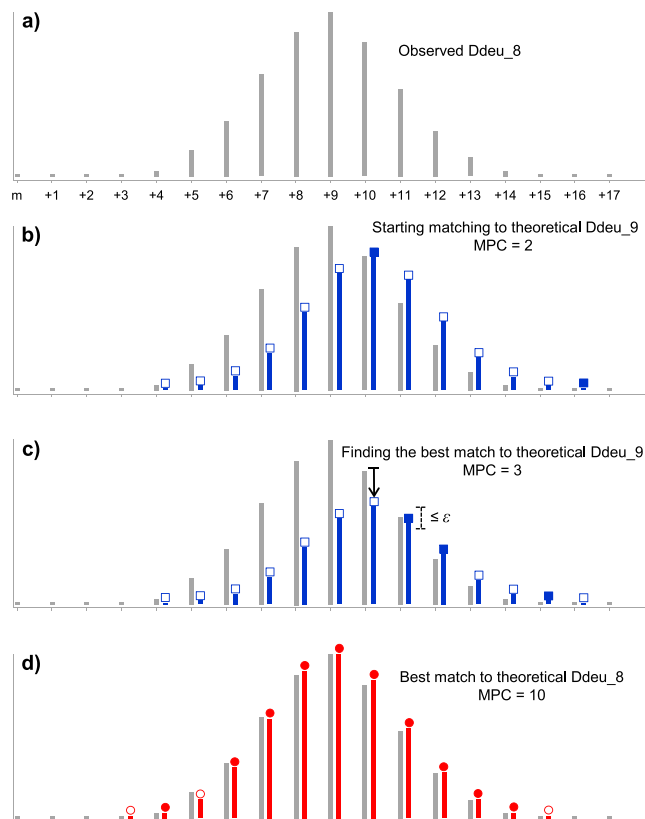 a)
Observed Ddeu_8
m +1 +2 +3 +4 +5 +6 +7 +8 +9 +10 +11 +12 +13 +14 +15 +16 +17
b)
Starting matching to theoretical Ddeu_9
MPC = 2
c)
Finding the best match to theoretical Ddeu_9
MPC = 3
≤ ε
d)
Best match to theoretical Ddeu_8
MPC = 10